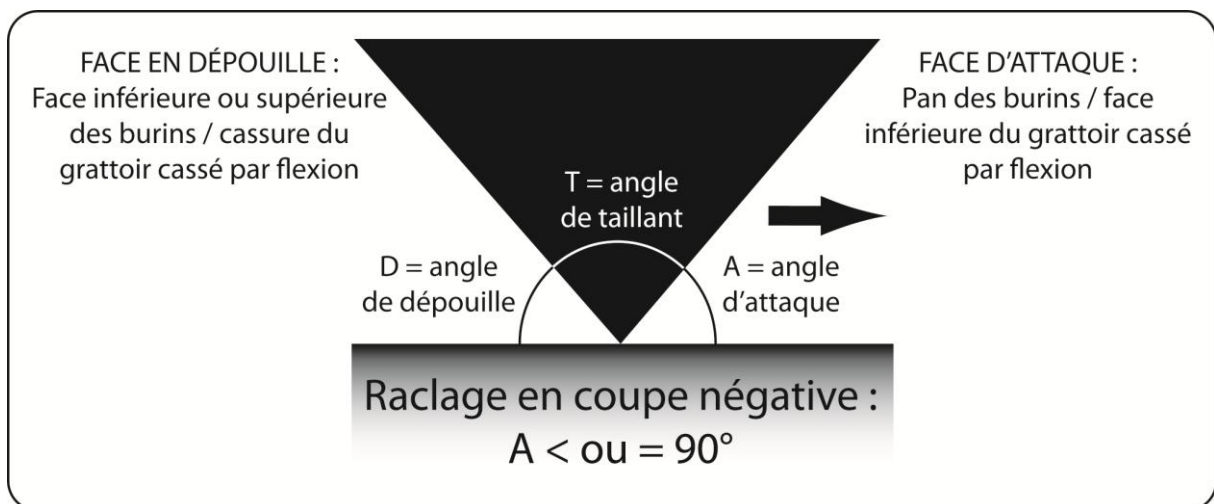 FACE EN DÉPOUILLE :
Face inférieure ou supérieure
des burins / cassure du
grattoir cassé par flexion
FACE D'ATTAQUE :
Pan des burins / face
inférieure du grattoir cassé
par flexion
T = angle
de taillant
D = angle
de dépouille
A = angle
d'attaque
Raclage en coupe négative :
A < ou = 90°